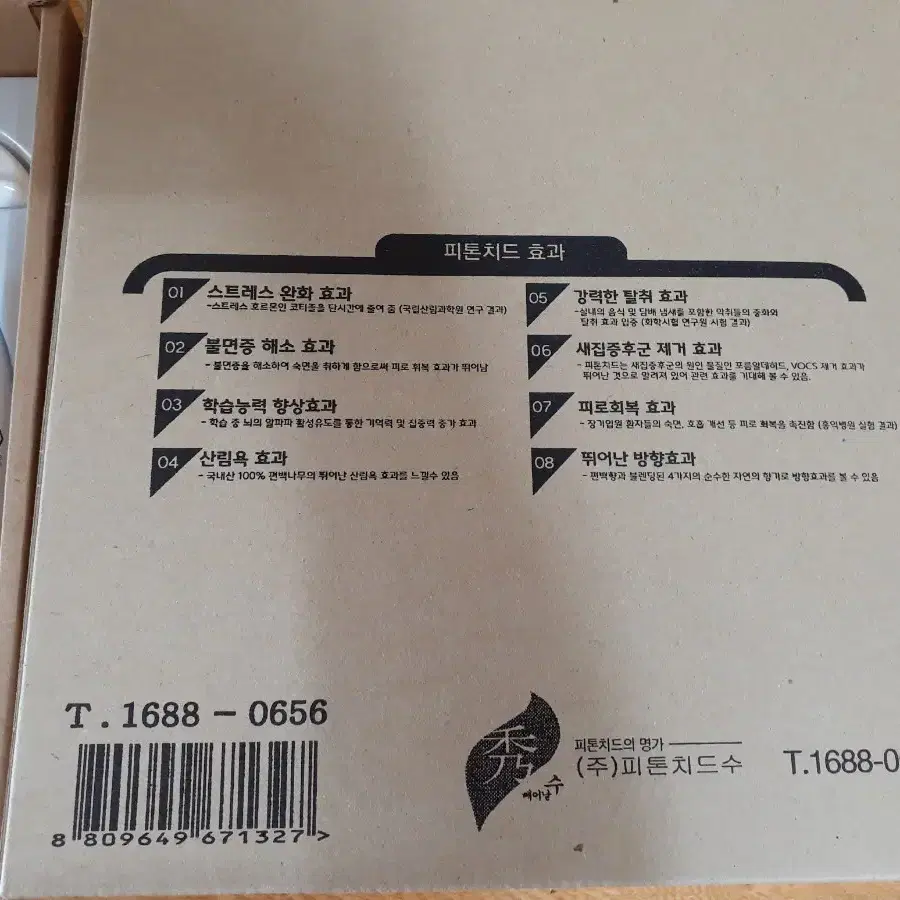 피톤치드 효과
01 스트레스 완화 효과
-스트레스 호르몬인 코티졸을 단시간에 줄여 줌 (국립산림과학원 연구 결과)
02 불면증 해소 효과
- 불면증을 해소하여 숙면을 취하게 함으로써 피로 회복 효과가 뛰어남
03 학습능력 향상효과
- 학습 중 뇌의 알파파 활성유도를 통한 기억력 및 집중력 증가 효과
04 산림욕 효과
- 국내산 100% 편백나무의 뛰어난 산림욕 효과를 느낄수 있음
05 강력한 탈취 효과
-실내의 음식 및 담배 냄새를 포함한 악취들의 중화와
탈취 효과 입증 (화학시험 연구원 시험 결과)
06 새집증후군 제거 효과
- 피톤치드는 새집증후군의 원인 물질인 포름알데히드, VOCS 제거 효과가
뛰어난 것으로 알려져 있어 관련 효과를 기대해 볼 수 있음.
07 피로회복 효과
- 장기입원 환자들의 숙면, 호흡 개선 등 피로 회복을 촉진함 (홍익병원 실험 결과)
08 뛰어난 방향효과
- 편백향과 블렌딩된 4가지의 순수한 자연의 향기로 방향효과를 볼 수 있음
T. 1688 - 0656
8 809649 671327 >
秀
빼어날 수
피톤치드의 명가
(주)피톤치드수
T.1688-0